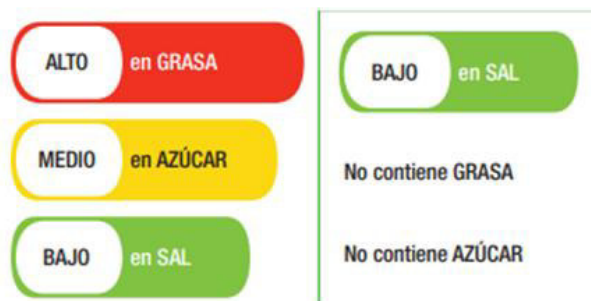 ALTO en GRASA
MEDIO en AZÚCAR
BAJO en SAL
BAJO en SAL
No contiene GRASA
No contiene AZÚCAR